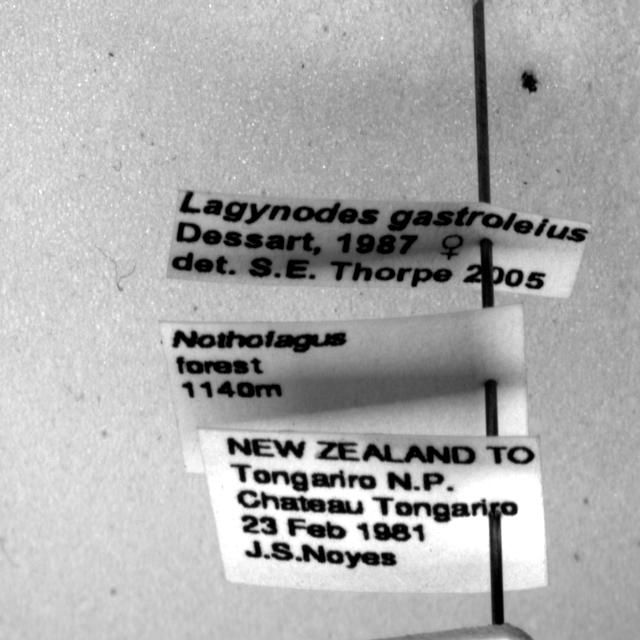 Lagynodes gastroleius
Dessart, 1987 ♀
det. S.E. Thorpe 2005
Nothofagus
forest
1140m
NEW ZEALAND TO
Tongariro N.P.
Chateau Tongariro
23 Feb 1981
J.S.Noyes